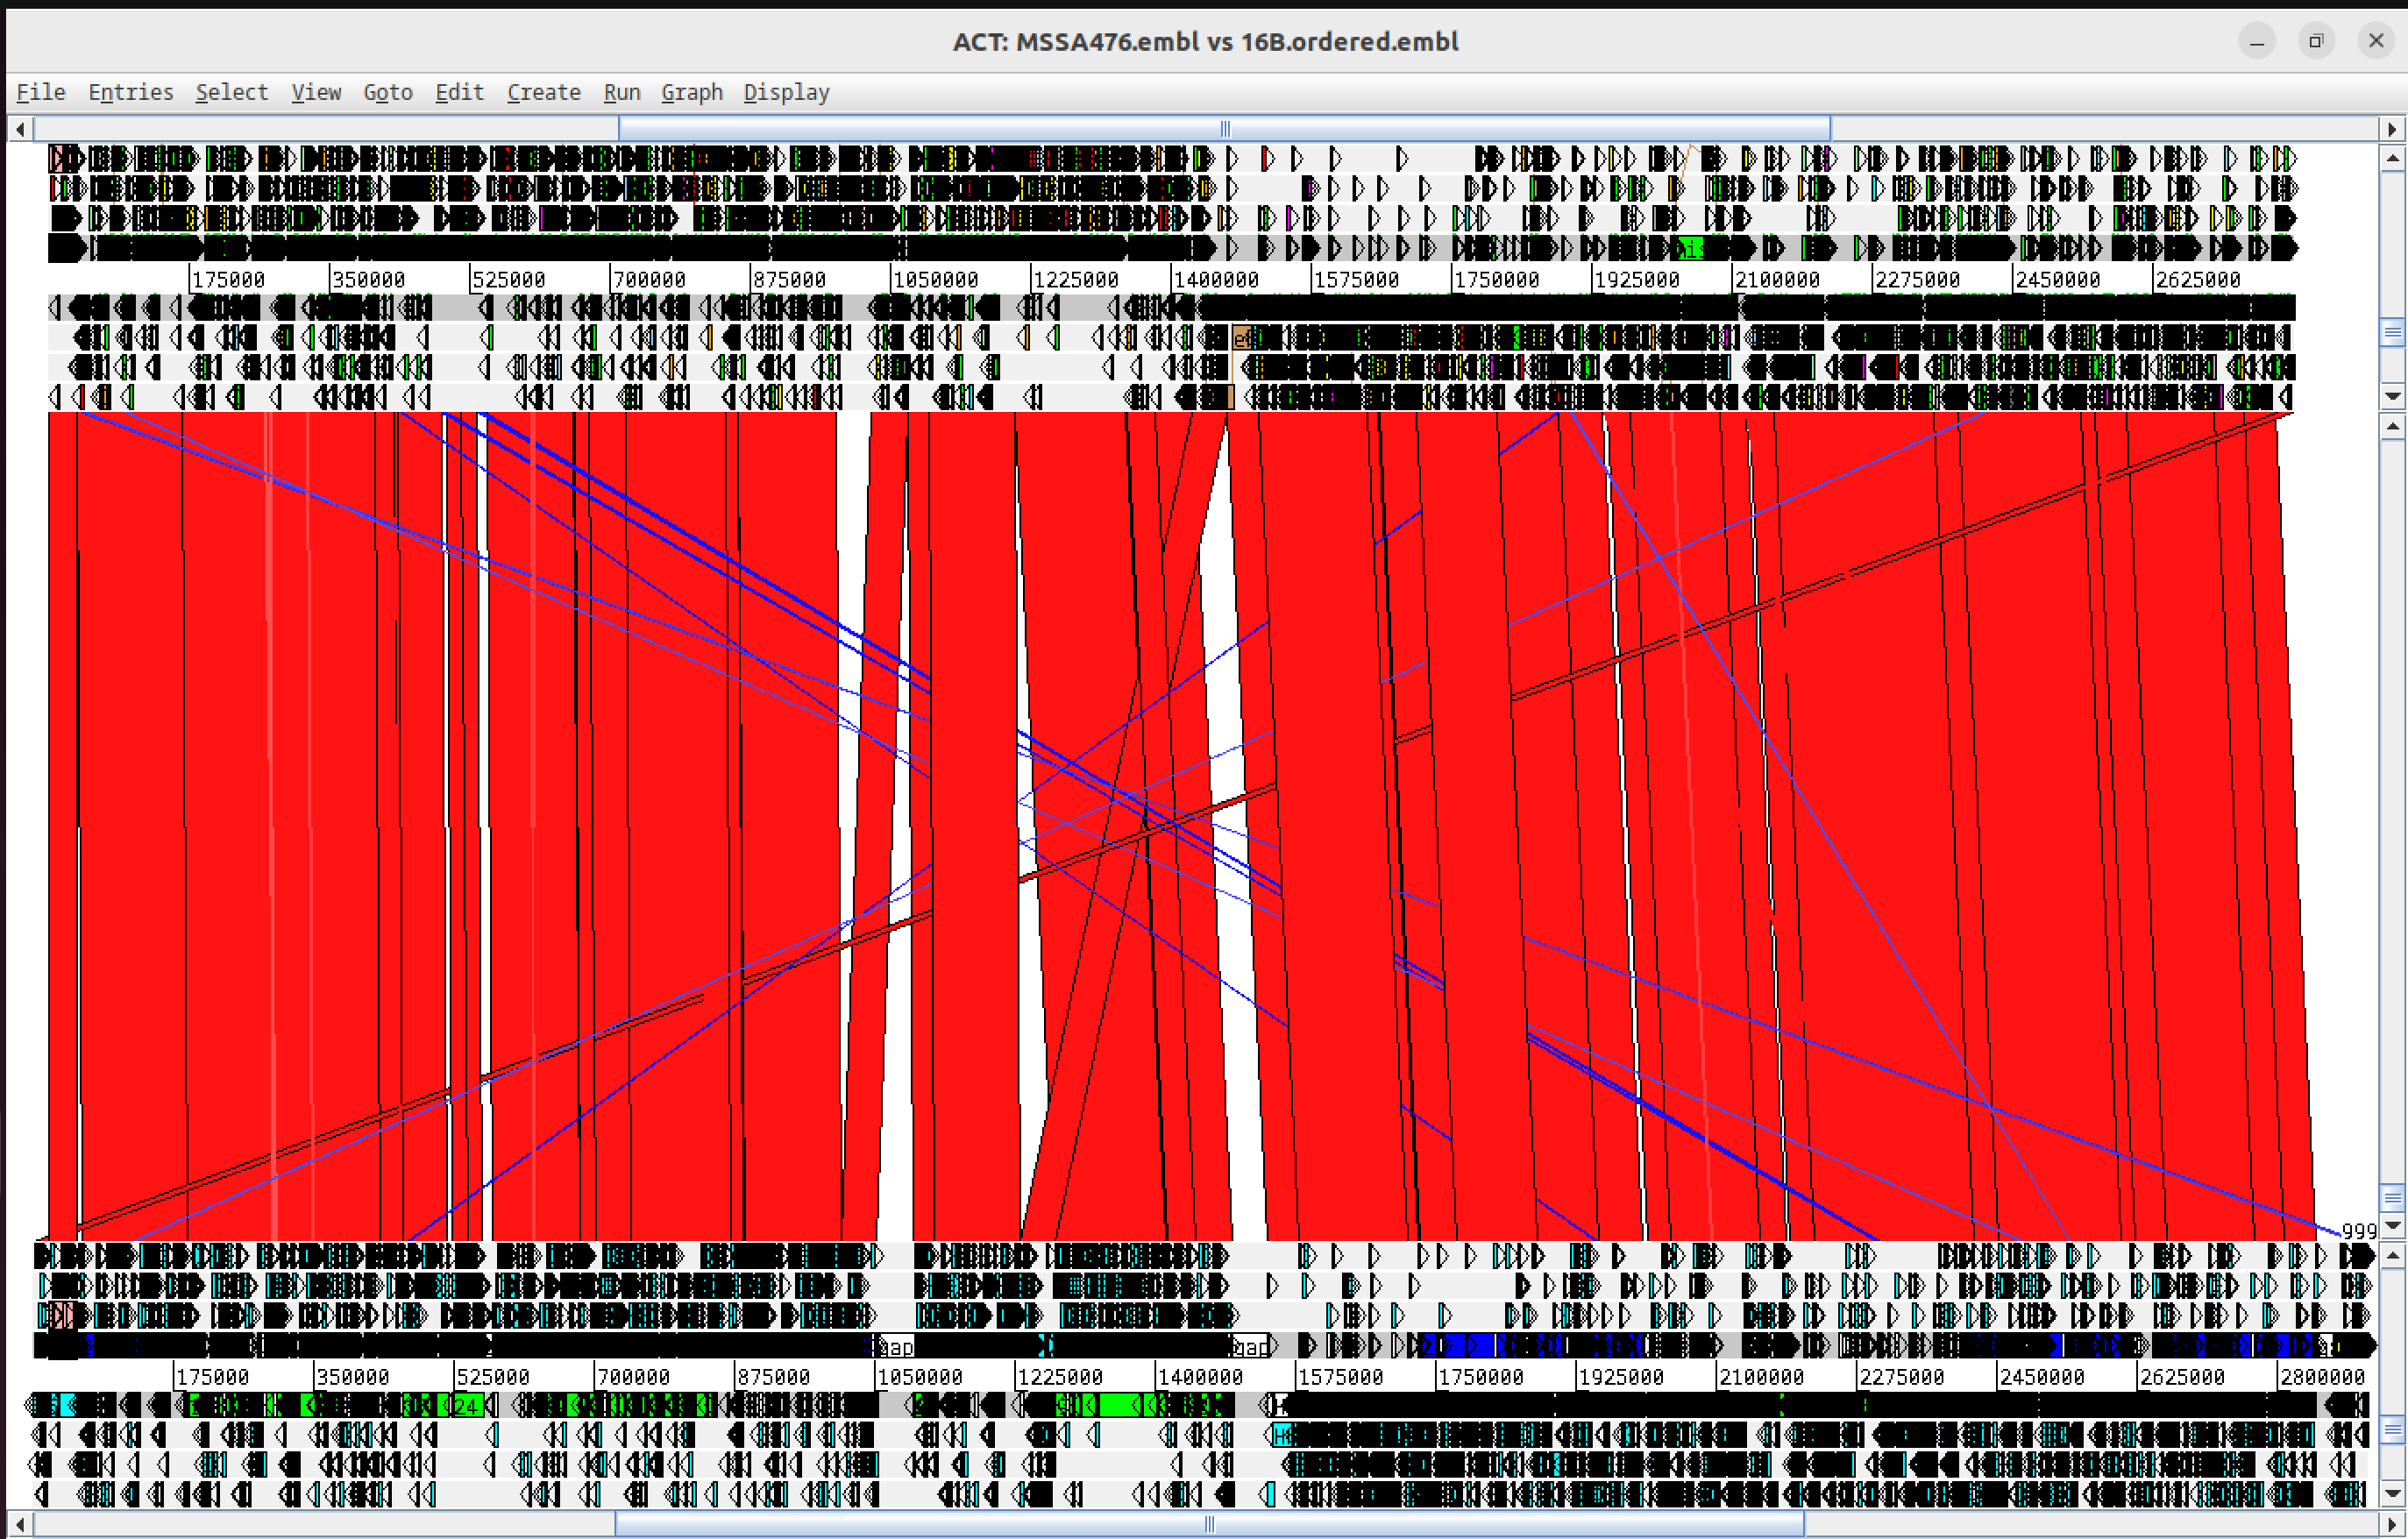 ACT: MSSA476.embl vs 16B.ordered.embl
File Entries Select View Goto Edit Create Run Graph Display
175000 350000 525000 700000 875000 1050000 1225000 1400000 1575000 1750000 1925000 2100000 2275000 2450000 2625000
999
gap gap
175000 350000 525000 700000 875000 1050000 1225000 1400000 1575000 1750000 1925000 2100000 2275000 2450000 2625000 2800000
24